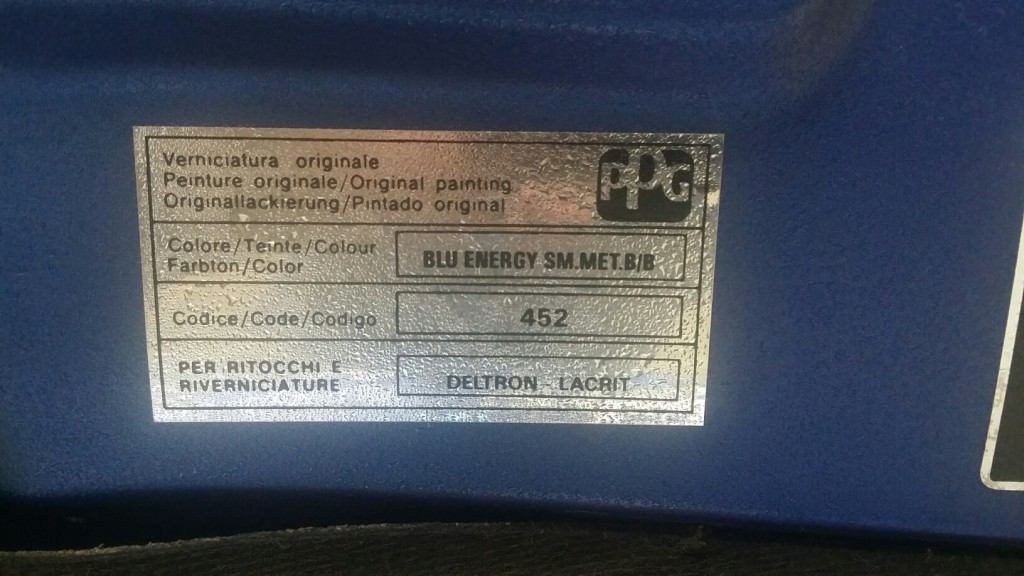 Verniciatura originale
Peinture originale/Original painting
Originallackierung/Pintado original
PPG
Colore/Teinte/Colour
Farbton/Color
BLU ENERGY SM.MET.B/B
Codice/Code/Codigo
452
PER RITOCCHI E
RIVERNICIATURE
DELTRON - LACRIT